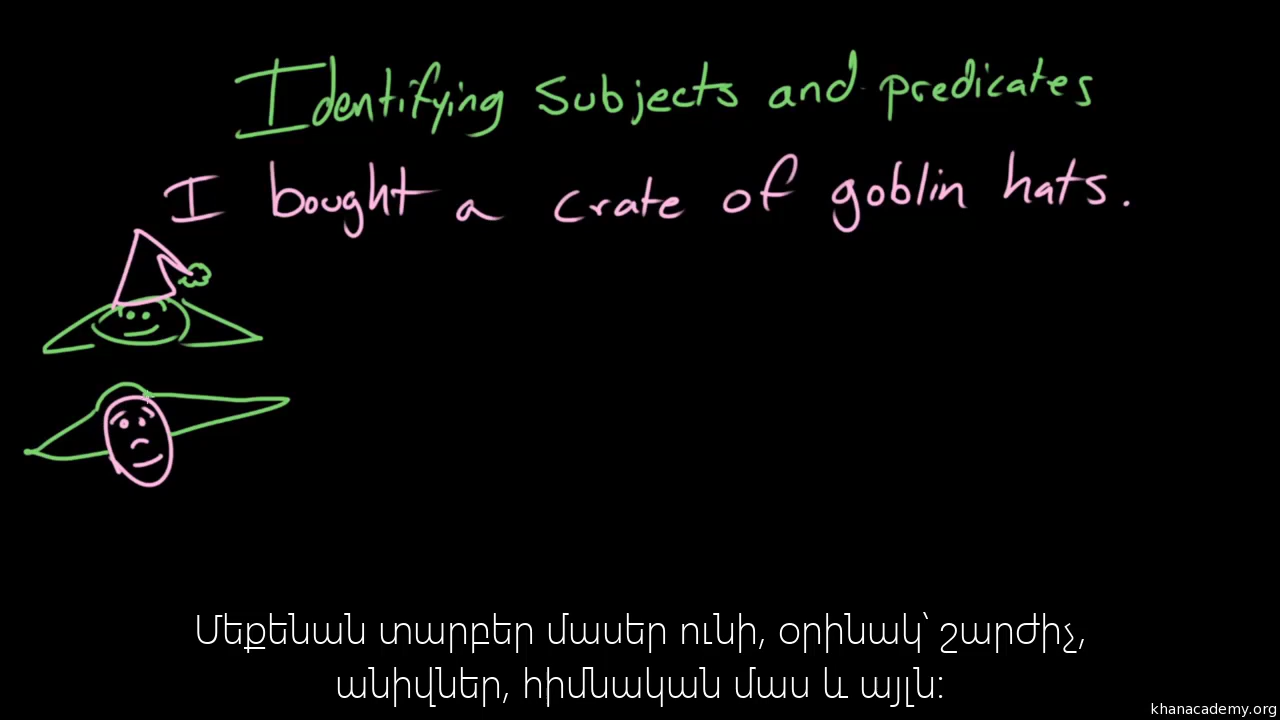 Identifying subjects and predicates
I bought a crate of goblin hats.
Մեքենան տարբեր մասեր ունի, օրինակ՝ շարժիչ,
անիվներ, հիմնական մաս և այլն:
khanacademy.org